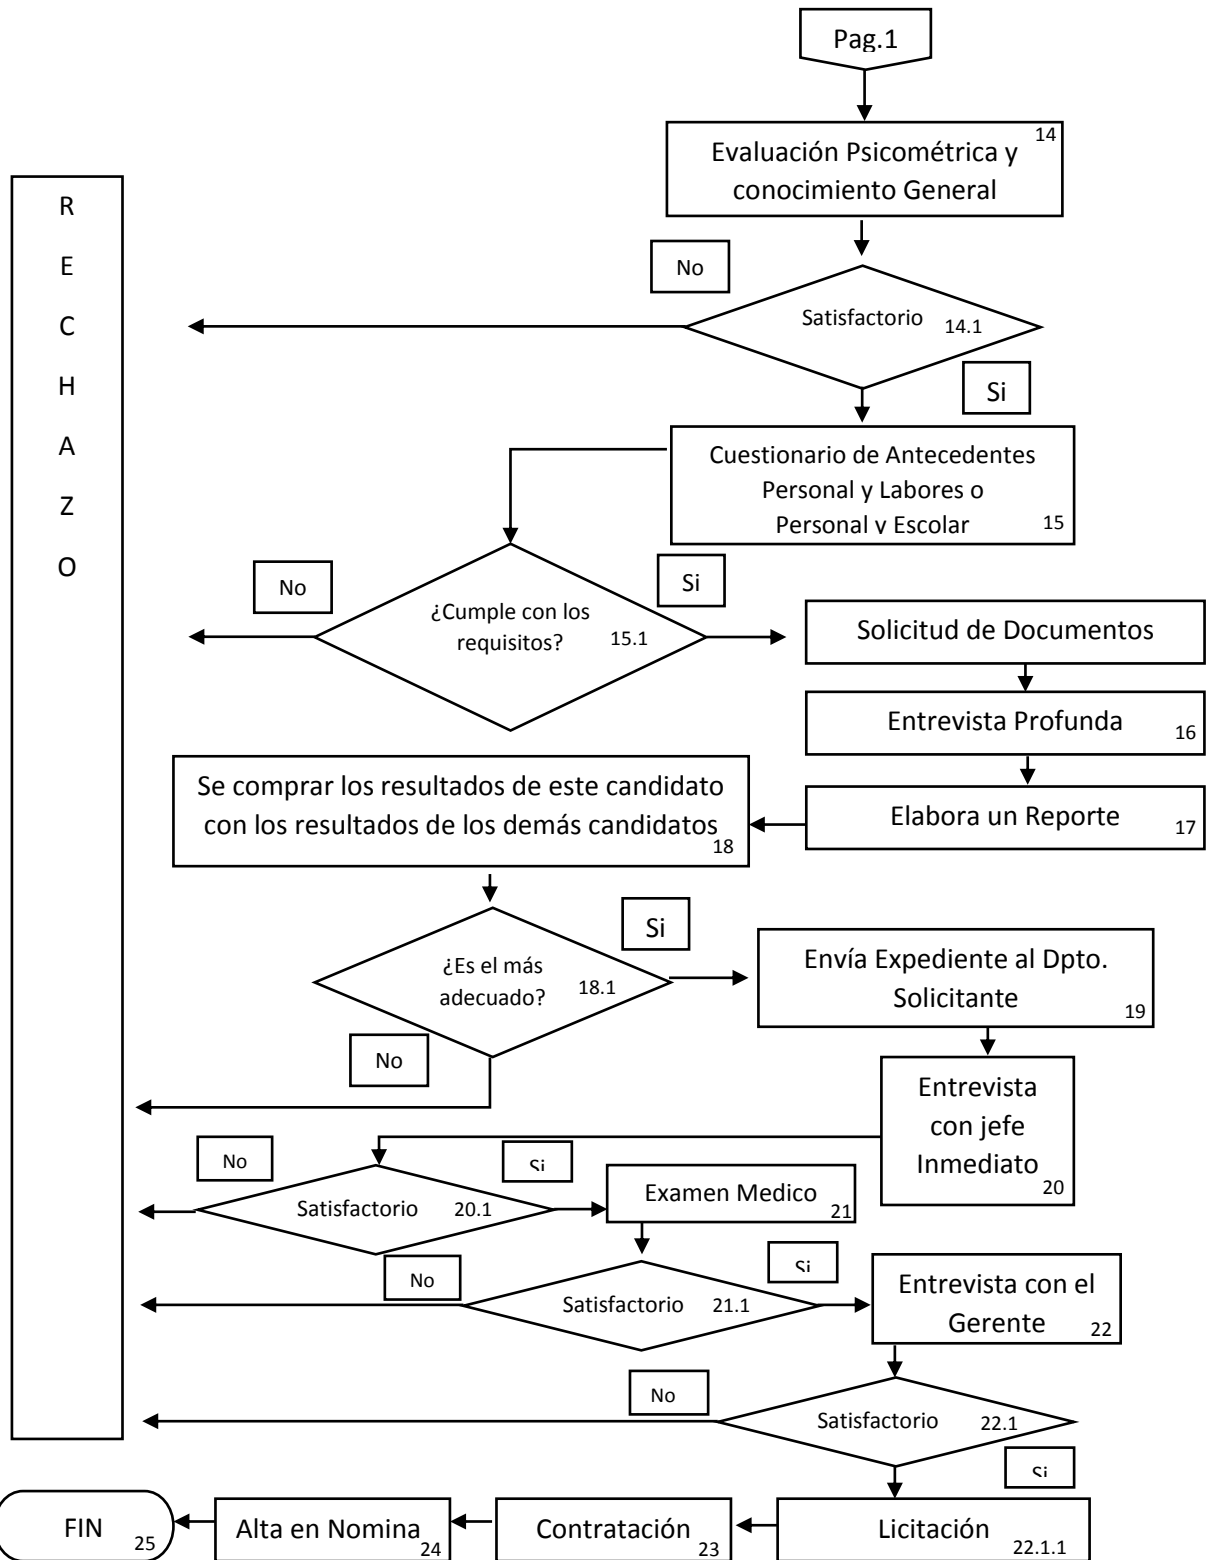 Pag.1
14
Evaluación Psicométrica y
conocimiento General
R
E
C
H
A
Z
O
No
Satisfactorio 14.1
Si
Cuestionario de Antecedentes
Personal y Labores o
Personal y Escolar 15
No
Si
¿Cumple con los
requisitos? 15.1
Solicitud de Documentos
Entrevista Profunda 16
Se comprar los resultados de este candidato
con los resultados de los demás candidatos
18
Elabora un Reporte 17
Si
¿Es el más
adecuado? 18.1
Envía Expediente al Dpto.
Solicitante 19
No
Entrevista
con jefe
Inmediato
20
No
Si
Satisfactorio 20.1
Examen Medico
21
No
Si
Satisfactorio 21.1
Entrevista con el
Gerente 22
No
Satisfactorio 22.1
Si
FIN 25
Alta en Nomina 24
Contratación 23
Licitación 22.1.1